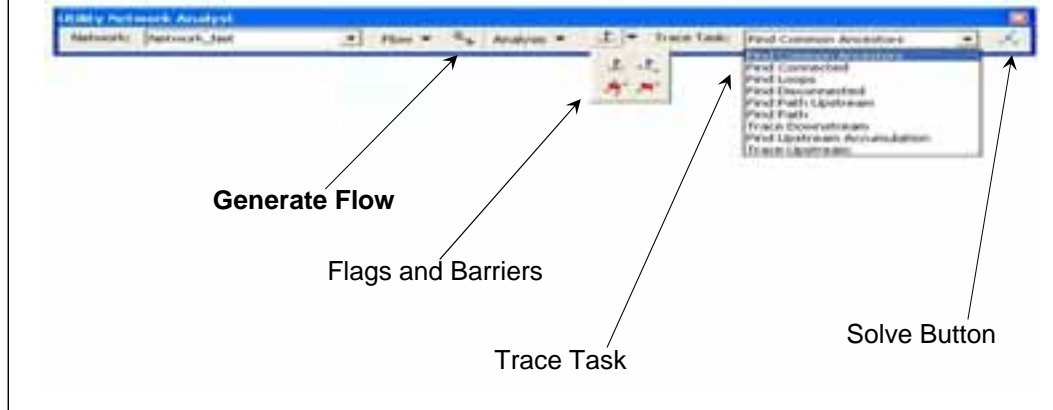 Utility Network Analyst
Network: Network_test Flow Analysis Trace Task: Find Common Ancestors
Find Common Ancestors
Find Connected
Find Loops
Find Disconnected
Find Path Upstream
Find Path
Trace Downstream
Find Upstream Accumulation
Trace Upstream
Generate Flow
Flags and Barriers
Trace Task
Solve Button